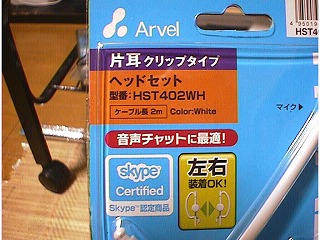 Arvel
片耳クリップタイプ
ヘッドセット
型番:HST402WH
ケーブル長 2m Color:White
マイク
音声チャットに最適!
skype
Certified
Skype™認定商品
左右
装着OK!